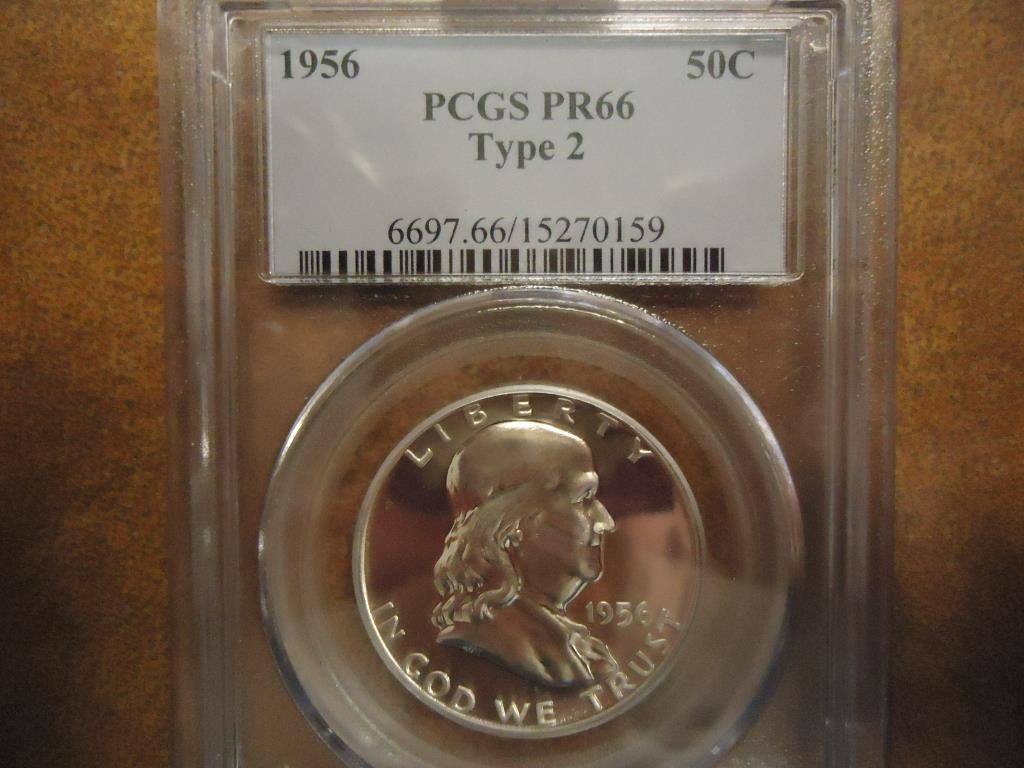 1956 50C
PCGS PR66
Type 2
6697.66/15270159
LIBERTY
1956
IN GOD WE TRUST